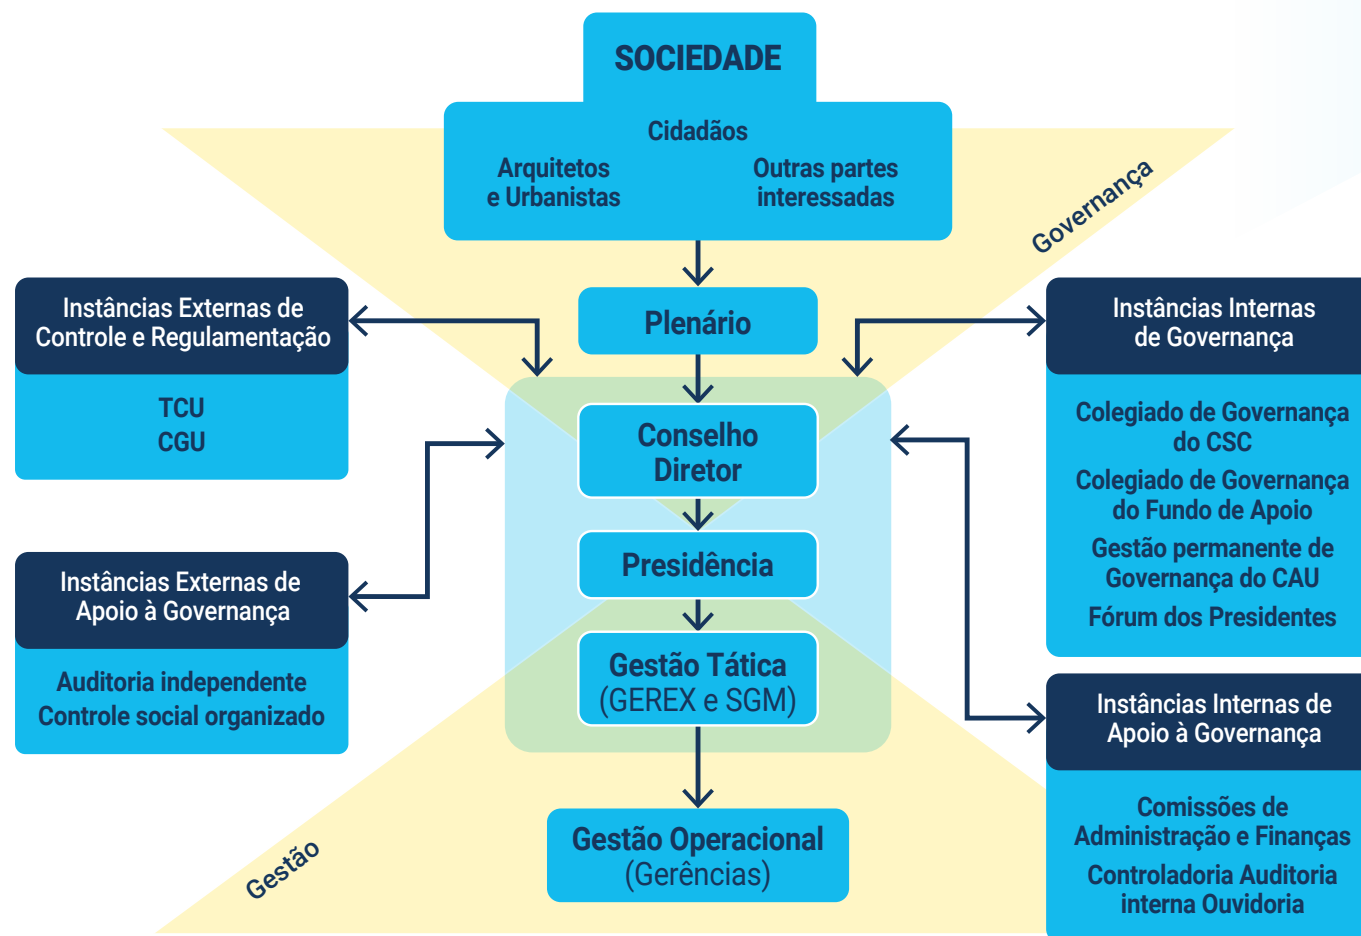 SOCIEDADE
Cidadãos
Arquitetos
e Urbanistas
Outras partes
interessadas
Governança
Plenário
Instâncias Externas de
Controle e Regulamentação
TCU
CGU
Instâncias Externas de
Apoio à Governança
Auditoria independente
Controle social organizado
Conselho
Diretor
Presidência
Gestão Tática
(GEREX e SGM)
Gestão Operacional
(Gerências)
Gestão
Instâncias Internas
de Governança
Colegiado de Governança
do CSC
Colegiado de Governança
do Fundo de Apoio
Gestão permanente de
Governança do CAU
Fórum dos Presidentes
Instâncias Internas de
Apoio à Governança
Comissões de
Administração e Finanças
Controladoria Auditoria
interna Ouvidoria